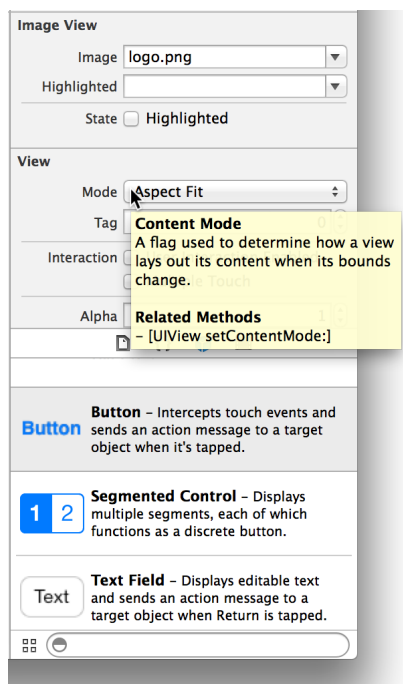 Image View
Image logo.png
Highlighted
State Highlighted
View
Mode Aspect Fit
Tag 0
Content Mode
A flag used to determine how a view
lays out its content when its bounds
change.
Interaction
Touch
Related Methods
Alpha 1
– [UIView setContentMode:]
Button Button – Intercepts touch events and
sends an action message to a target
object when it's tapped.
1 2 Segmented Control – Displays
multiple segments, each of which
functions as a discrete button.
Text Text Field – Displays editable text
and sends an action message to a
target object when Return is tapped.